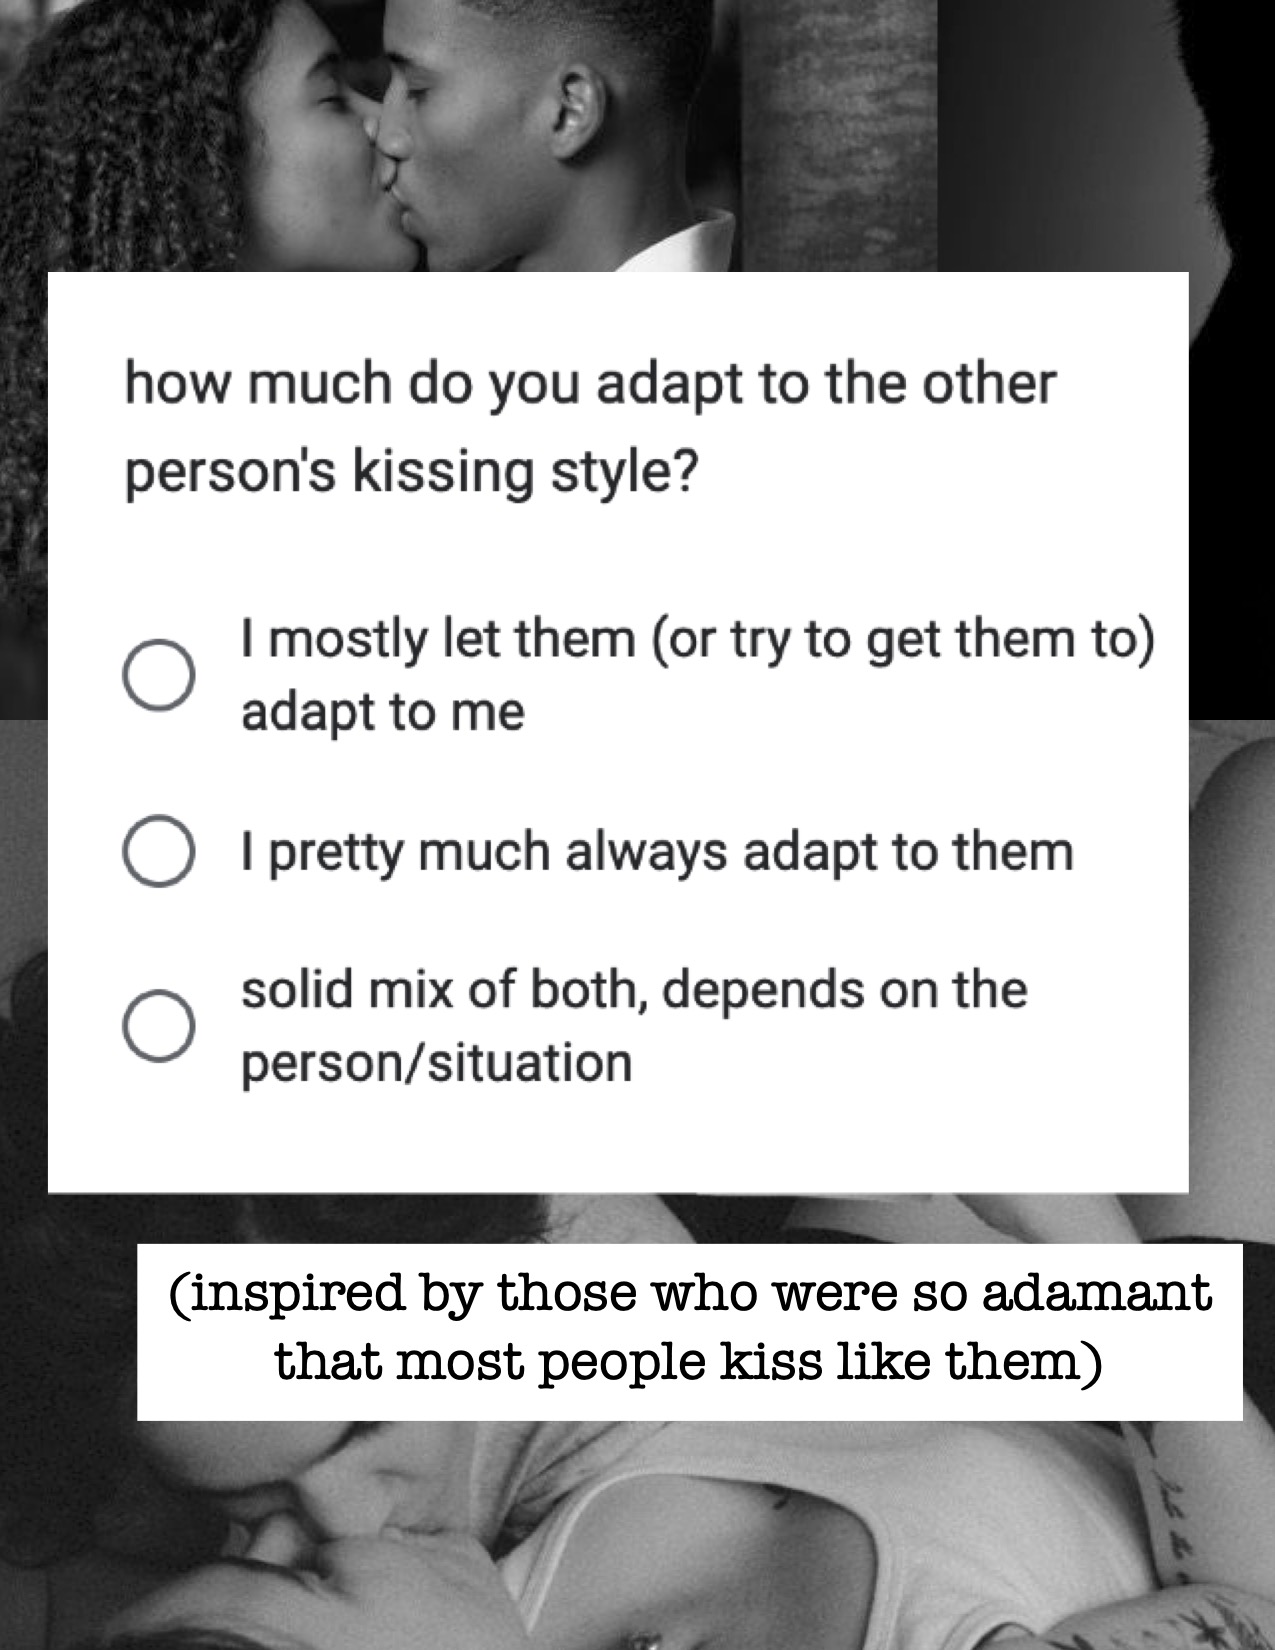 how much do you adapt to the other
person's kissing style?
I mostly let them (or try to get them to)
adapt to me
I pretty much always adapt to them
solid mix of both, depends on the
person/situation
(inspired by those who were so adamant
that most people kiss like them)